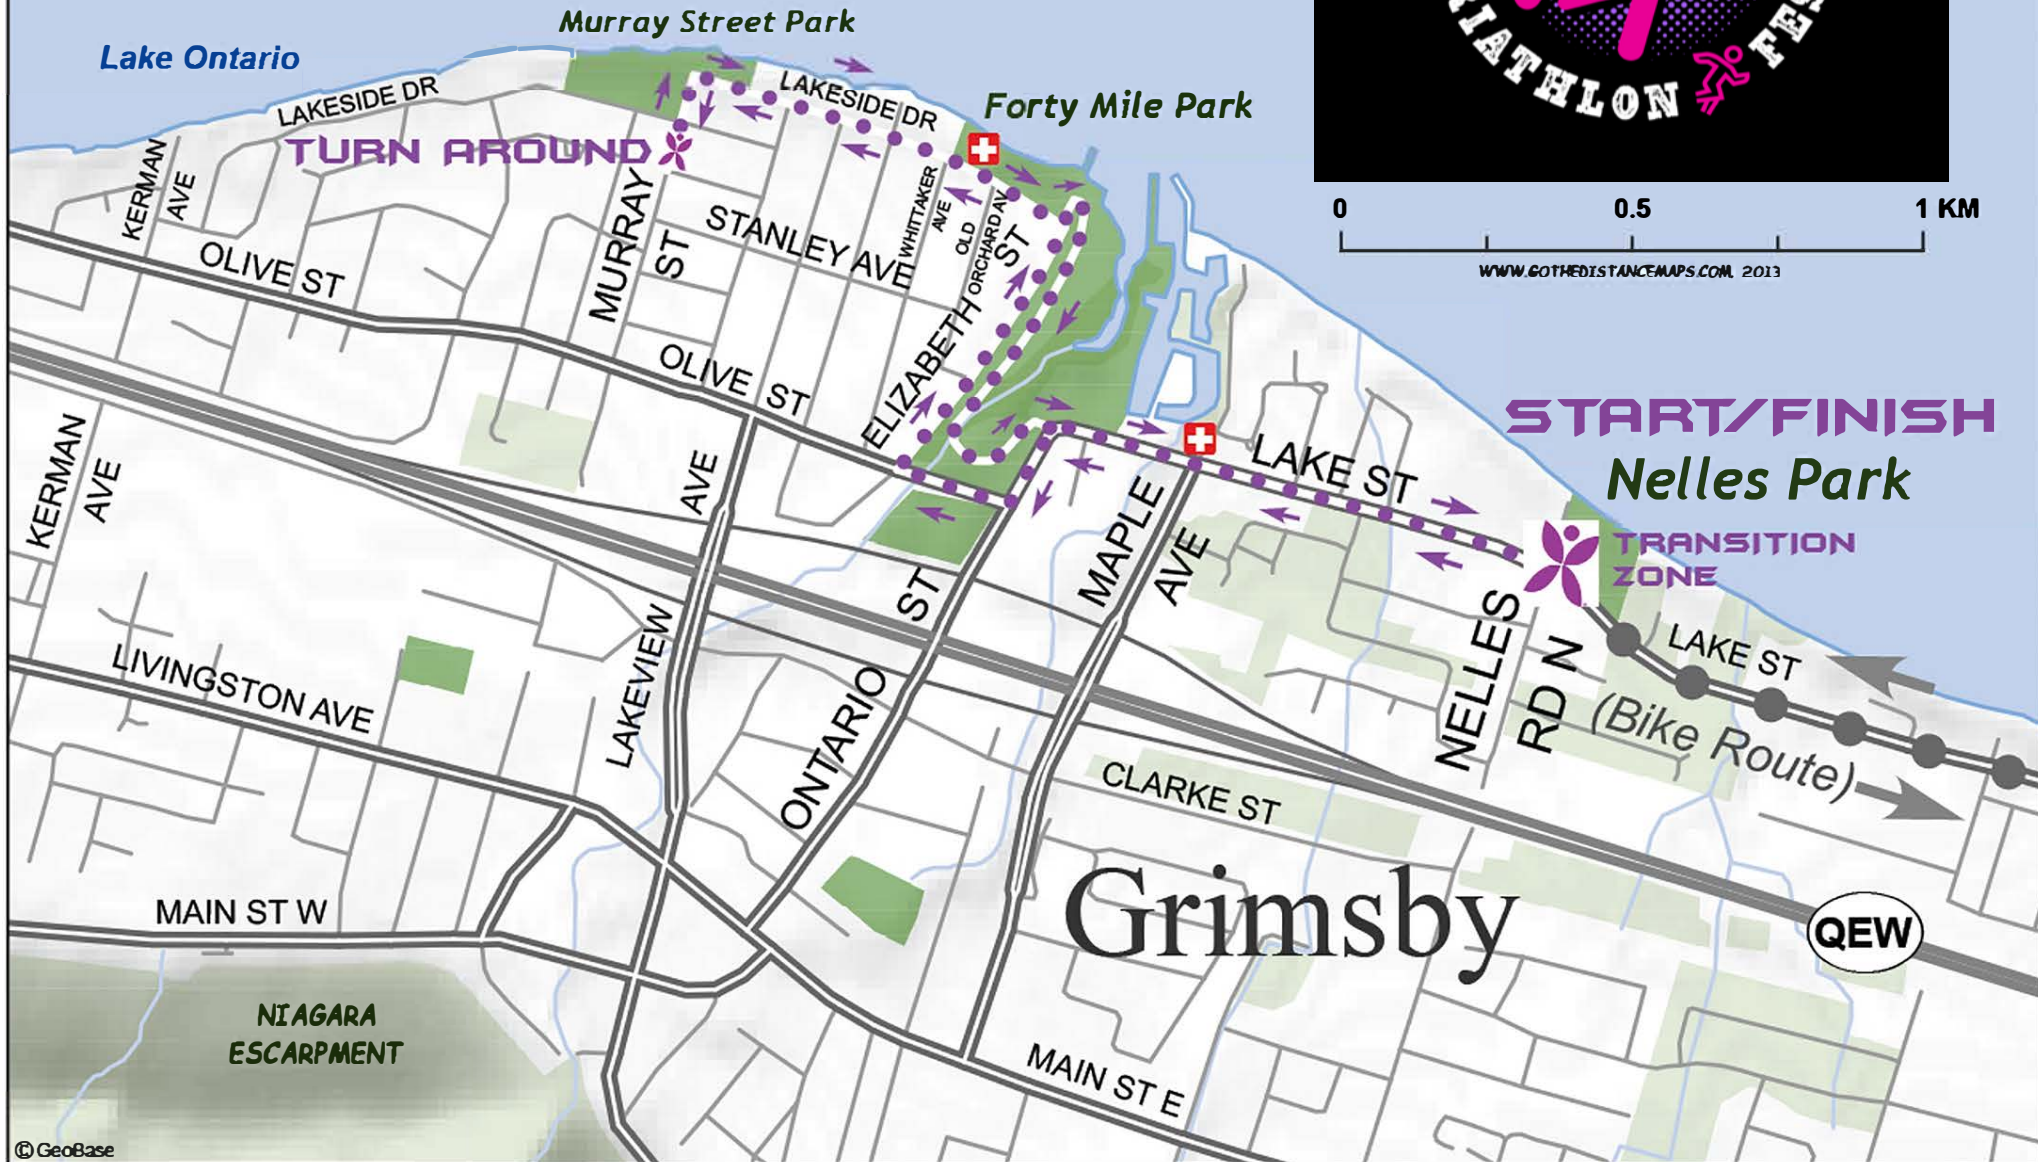 Murray Street Park
Lake Ontario
LAKESIDE DR
LAKESIDE DR
Forty Mile Park
TRIATHLON
TURN AROUND
KERMAN
AVE
MURRAY
ST
STANLEY AVE
WHITTAKER
AVE
OLD
ORCHARD AV
ELIZABETH
ST
0 0.5 1 KM
WWW.GOTHEDISTANCEMAPS.COM 2013
OLIVE ST
OLIVE ST
START/FINISH
Nelles Park
TRANSITION
ZONE
LAKE ST
KERMAN
AVE
LAKEVIEW
AVE
ONTARIO
ST
MAPLE
AVE
NELLES
RD N
LAKE ST
(Bike Route)
LIVINGSTON AVE
CLARKE ST
Grimsby
QEW
MAIN ST W
NIAGARA
ESCARPMENT
MAIN ST E
© GeoBase